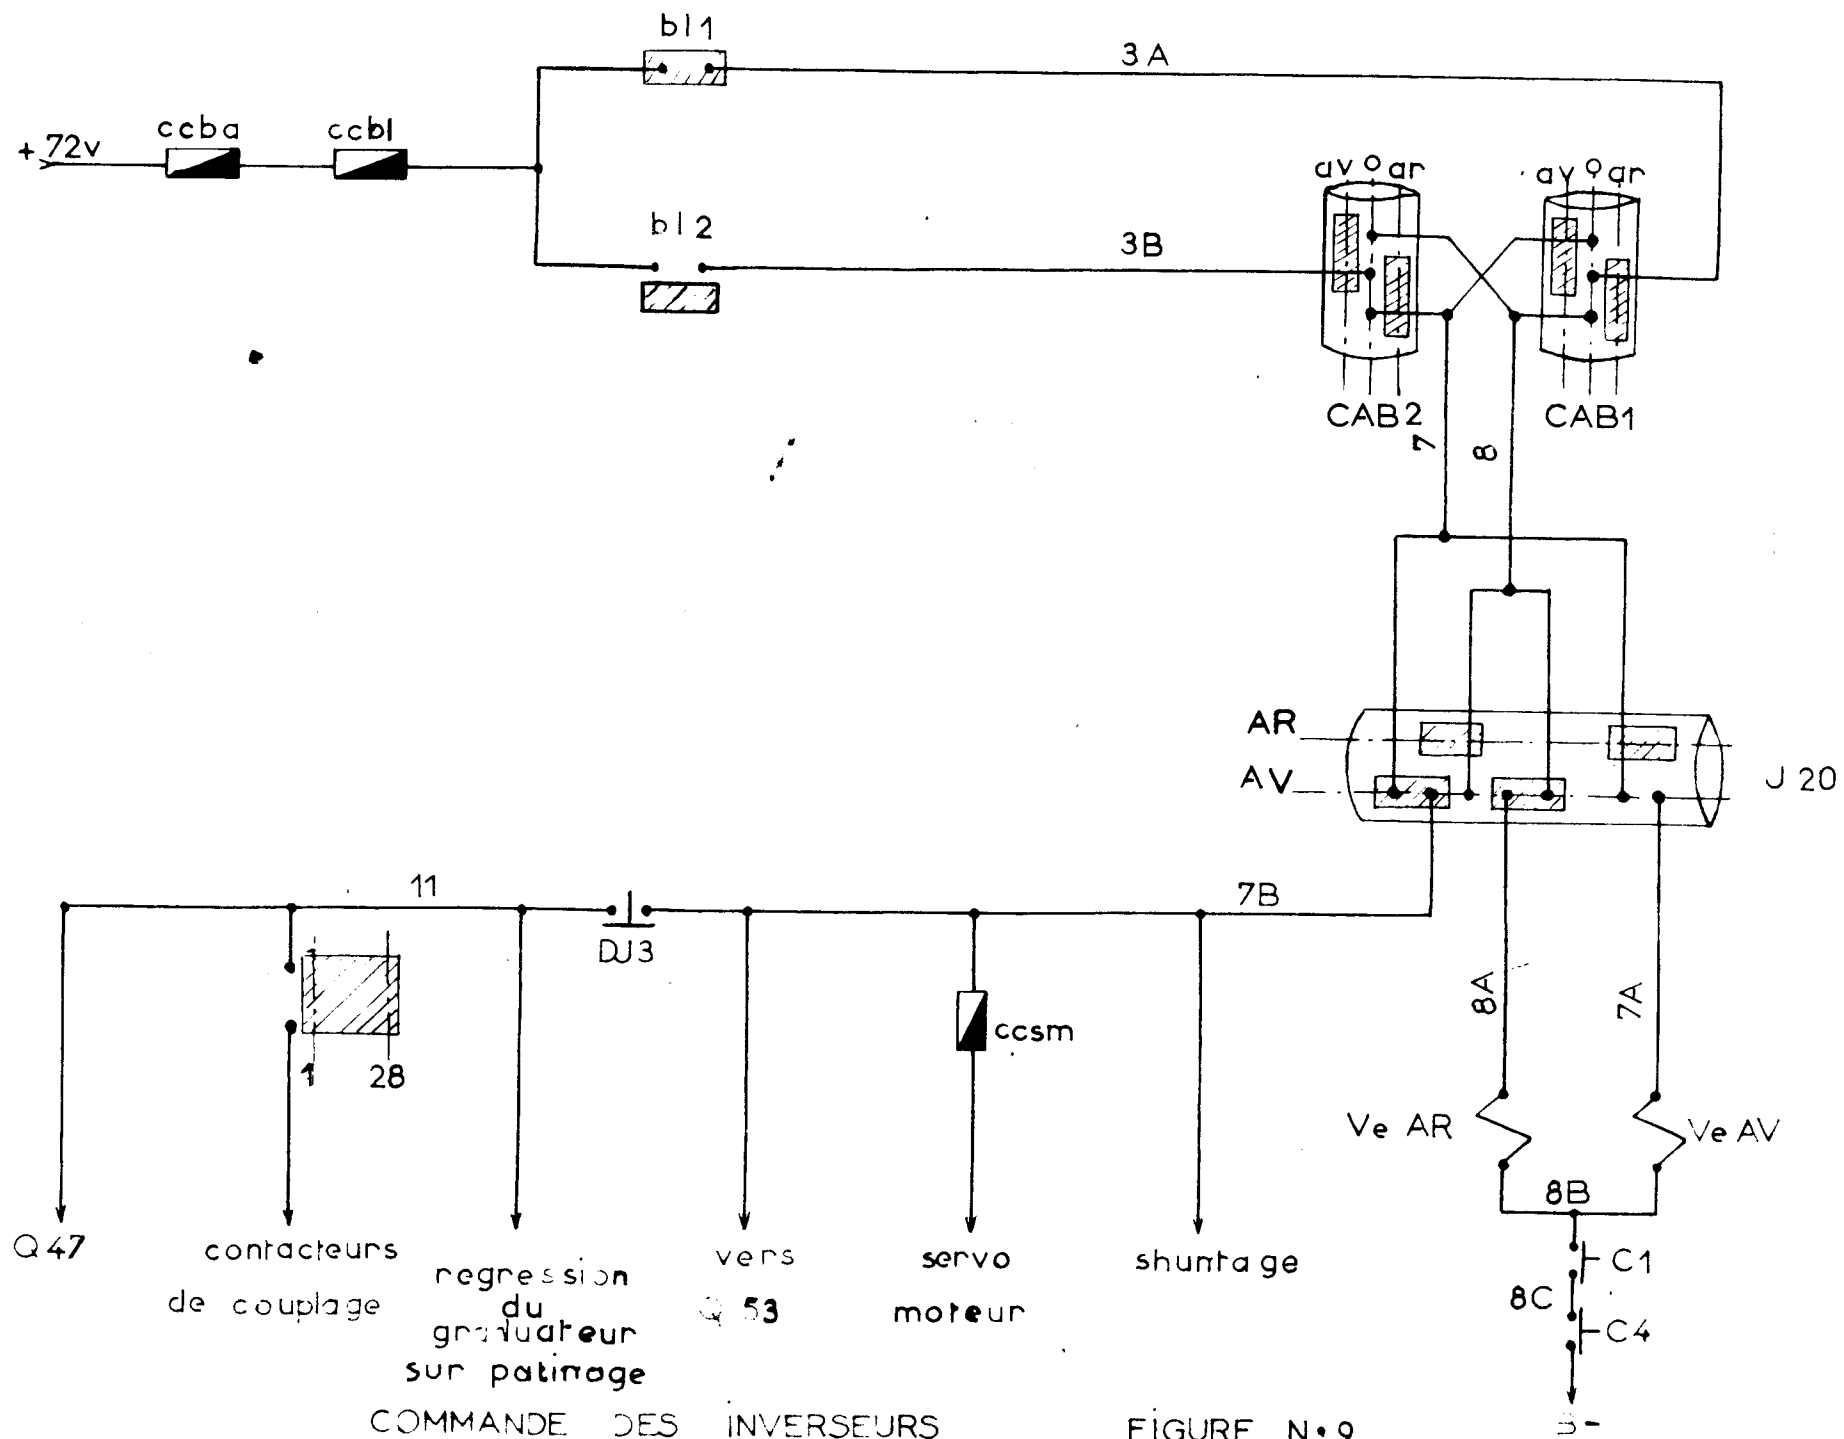 bl1
3A
+ 72v
ccba
ccbl
bl2
3B
av o ar
av o ar
CAB2
CAB1
7
8
AR
AV
J 20
11
DJ3
7B
ccsm
8A
7A
1
28
Ve AR
Ve AV
8B
C1
8C
C4
Q47
contacteurs
de couplage
regression
du
graduateur
sur patinage
vers
Q 53
servo
moteur
shuntage
COMMANDE DES INVERSEURS
FIGURE N•9
B-